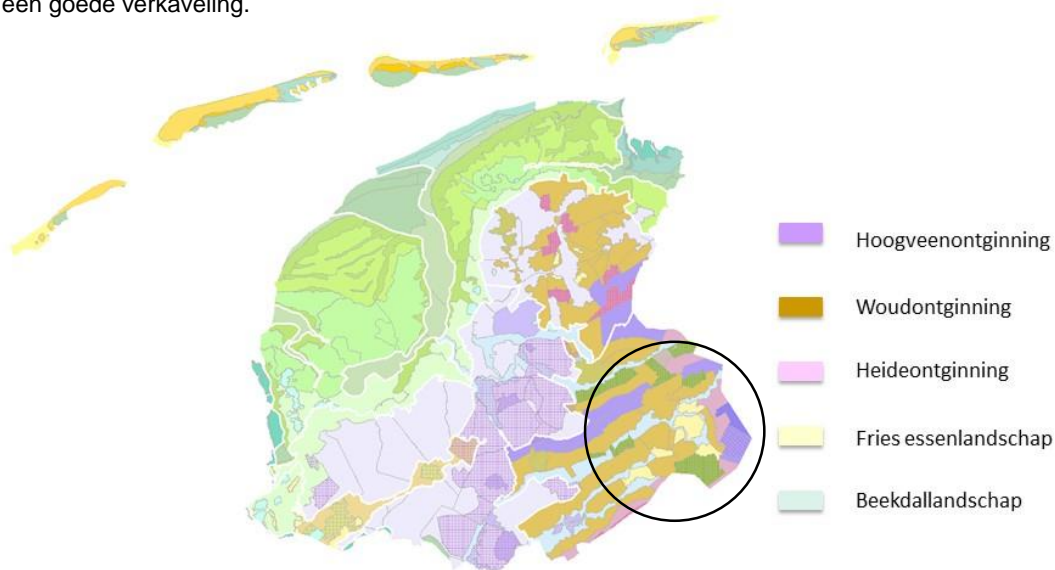 een goede verkaveling.
Hoogveenontginning
Woudontginning
Heideontginning
Fries essenlandschap
Beekdallandschap